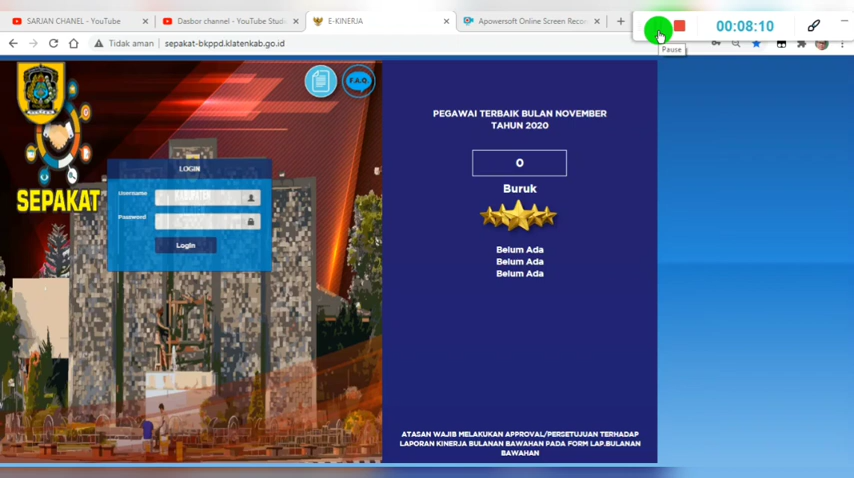 SARJAN CHANEL - YouTube
Dasbor channel - YouTube Studi
E-KINERJA
Apowersoft Online Screen Recor
00:08:10
Tidak aman
sepakat-bkppd.klatenkab.go.id
Pause
F.A.Q
SEPAKAT
LOGIN
Username
KABUPATEN
Password
Login
PEGAWAI TERBAIK BULAN NOVEMBER
TAHUN 2020
0
Buruk
Belum Ada
Belum Ada
Belum Ada
ATASAN WAJIB MELAKUKAN APPROVAL/PERSETUJUAN TERHADAP
LAPORAN KINERJA BULANAN BAWAHAN PADA FORM LAP.BULANAN
BAWAHAN